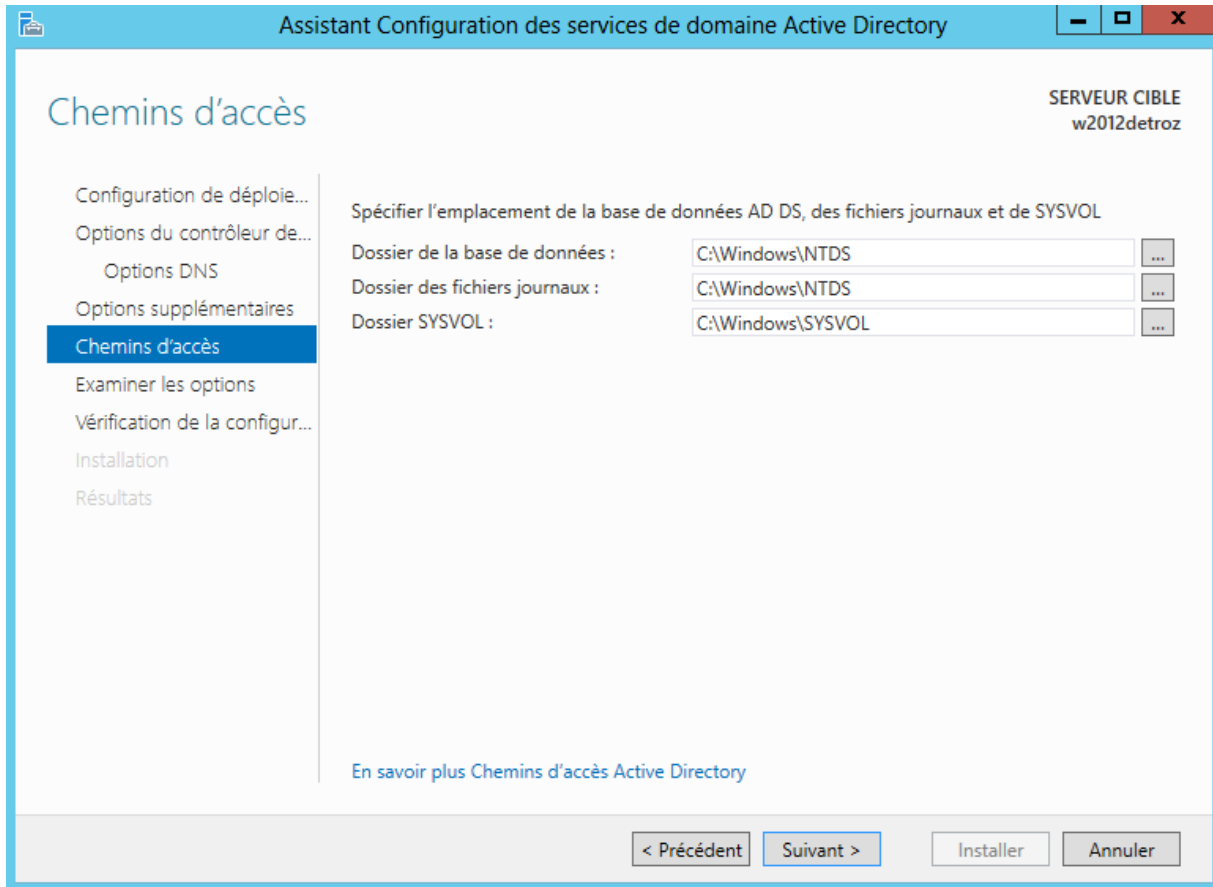 Assistant Configuration des services de domaine Active Directory
Chemins d'accès
SERVEUR CIBLE
w2012detroz
Configuration de déploie...
Options du contrôleur de...
Options DNS
Options supplémentaires
Chemins d'accès
Examiner les options
Vérification de la configur...
Installation
Résultats
Spécifier l'emplacement de la base de données AD DS, des fichiers journaux et de SYSVOL
Dossier de la base de données : C:\Windows\NTDS ...
Dossier des fichiers journaux : C:\Windows\NTDS ...
Dossier SYSVOL : C:\Windows\SYSVOL ...
En savoir plus Chemins d'accès Active Directory
< Précédent Suivant > Installer Annuler